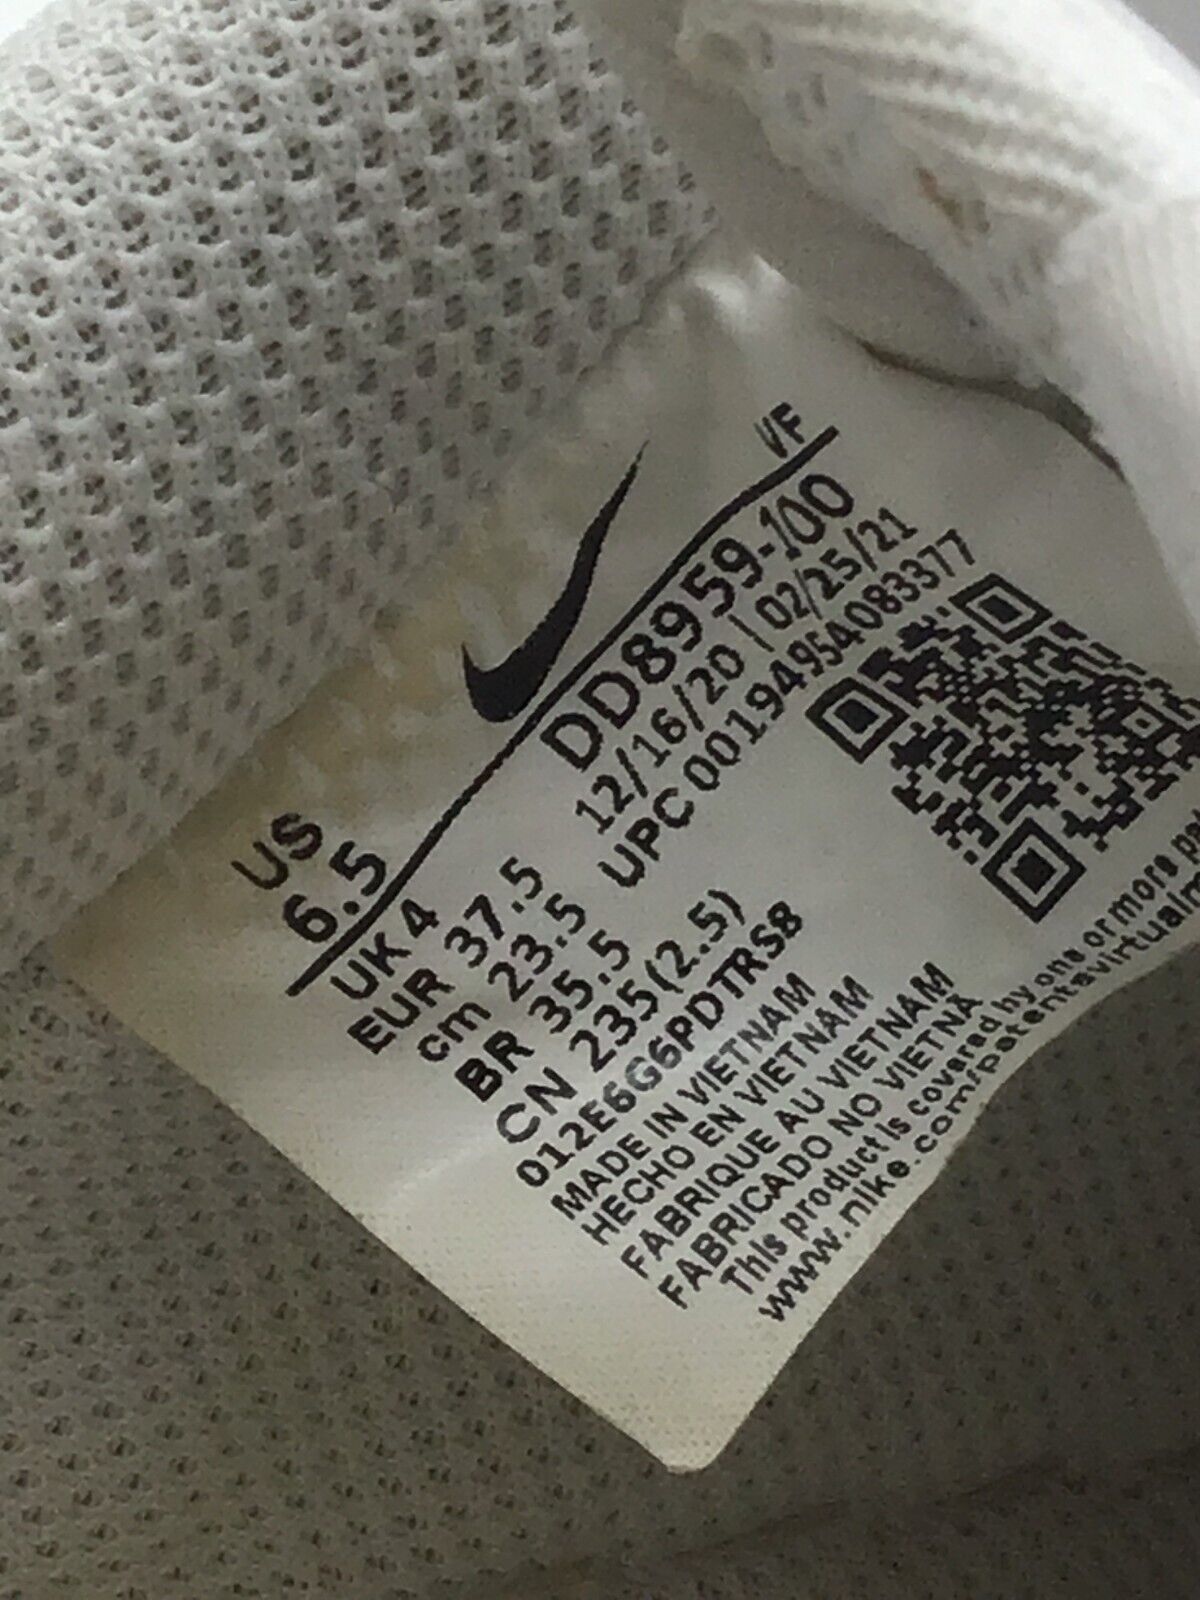 VF
US
6.5
DD8959-100
12/16/20 | 02/25/21
UPC 00194954083377
UK 4
EUR 37.5
cm 23.5
BR 35.5
CN 235 (2.5)
012E6G6PDTRS8
MADE IN VIETNAM
HECHO EN VIETNAM
FABRIQUE AU VIETNAM
FABRICADO NO VIETNÃ
This product is covered by one or more
www.nike.com/patents